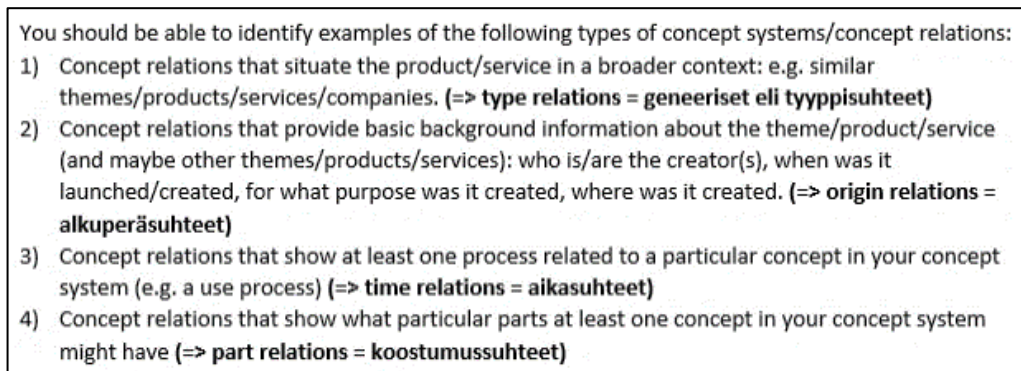 You should be able to identify examples of the following types of concept systems/concept relations:
1) Concept relations that situate the product/service in a broader context: e.g. similar
themes/products/services/companies. (=> type relations = geneeriset eli tyyppisuhteet)
2) Concept relations that provide basic background information about the theme/product/service
(and maybe other themes/products/services): who is/are the creator(s), when was it
launched/created, for what purpose was it created, where was it created. (=> origin relations =
alkuperäsuhteet)
3) Concept relations that show at least one process related to a particular concept in your concept
system (e.g. a use process) (=> time relations = aikasuhteet)
4) Concept relations that show what particular parts at least one concept in your concept system
might have (=> part relations = koostumussuhteet)